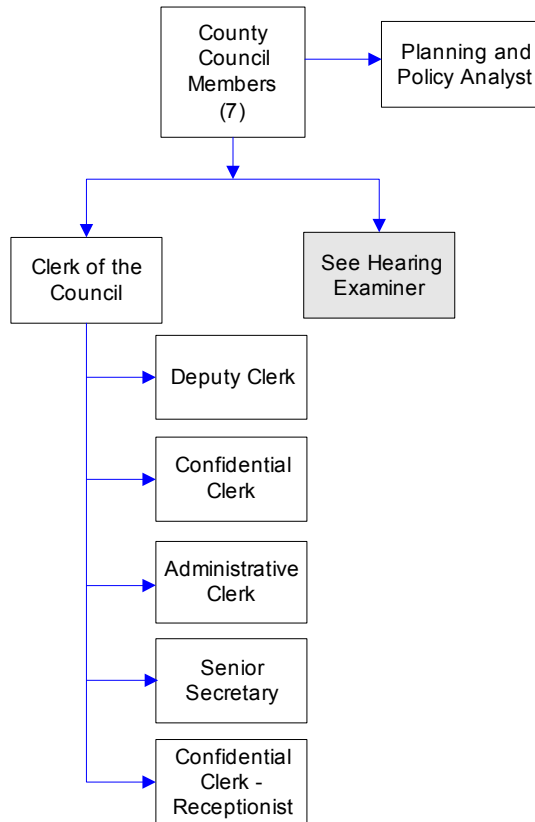 County
Council
Members
(7)
Planning and
Policy Analyst
Clerk of the
Council
See Hearing
Examiner
Deputy Clerk
Confidential
Clerk
Administrative
Clerk
Senior
Secretary
Confidential
Clerk -
Receptionist